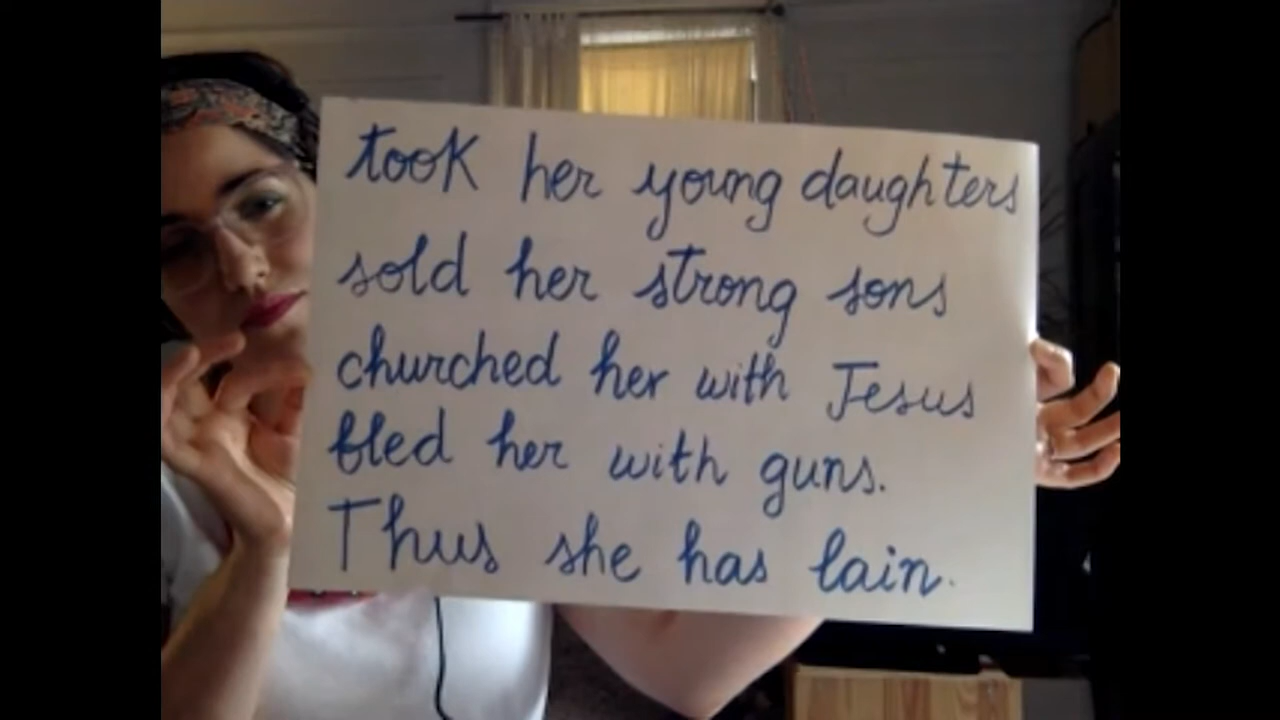 took her young daughters
sold her strong sons
churched her with Jesus
bled her with guns.
Thus she has lain.